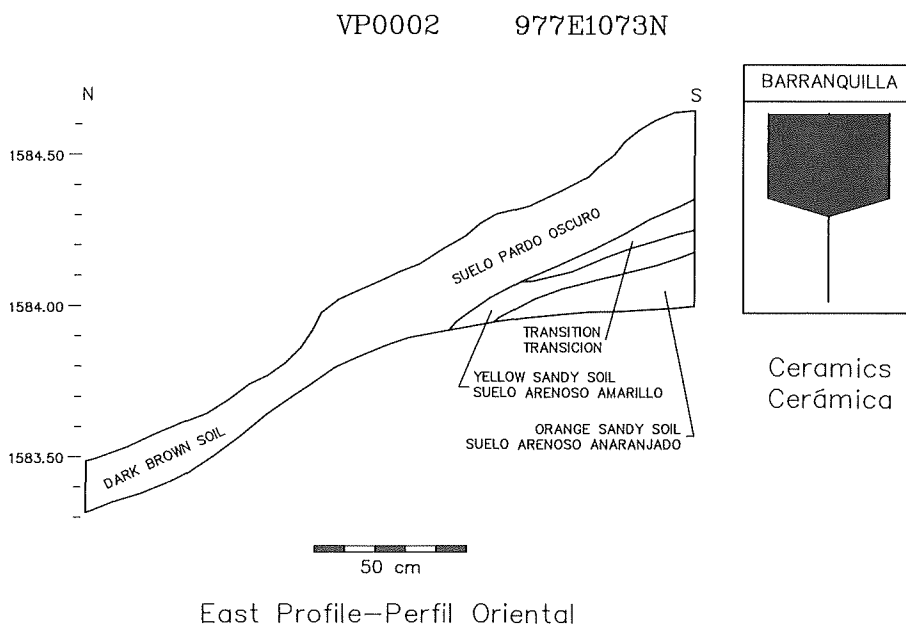 VP0002 977E1073N
N
S
BARRANQUILLA
1584.50
1584.00
1583.50
SUELO PARDO OSCURO
DARK BROWN SOIL
TRANSITION
TRANSICION
YELLOW SANDY SOIL
SUELO ARENOSO AMARILLO
ORANGE SANDY SOIL
SUELO ARENOSO ANARANJADO
Ceramics
Cerámica
50 cm
East Profile–Perfil Oriental